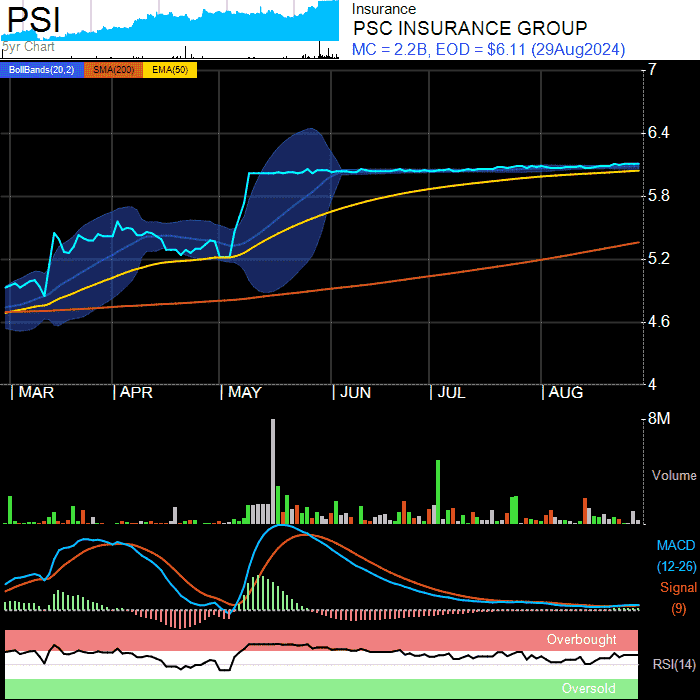 PSI
5yr Chart
Insurance
PSC INSURANCE GROUP
MC = 2.2B, EOD = $6.11 (29Aug2024)
BollBands(20,2) SMA(200) EMA(50)
7
6.4
5.8
5.2
4.6
4
MAR APR MAY JUN JUL AUG
8M
Volume
MACD
(12-26)
Signal
(9)
Overbought
RSI(14)
Oversold